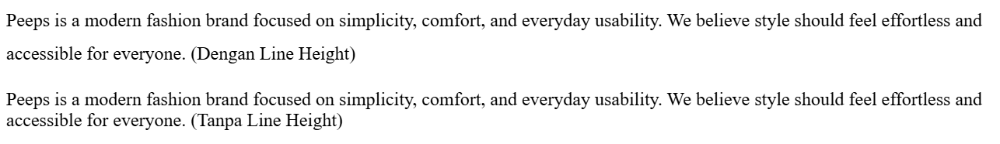 Peeps is a modern fashion brand focused on simplicity, comfort, and everyday usability. We believe style should feel effortless and
accessible for everyone. (Dengan Line Height)
Peeps is a modern fashion brand focused on simplicity, comfort, and everyday usability. We believe style should feel effortless and
accessible for everyone. (Tanpa Line Height)